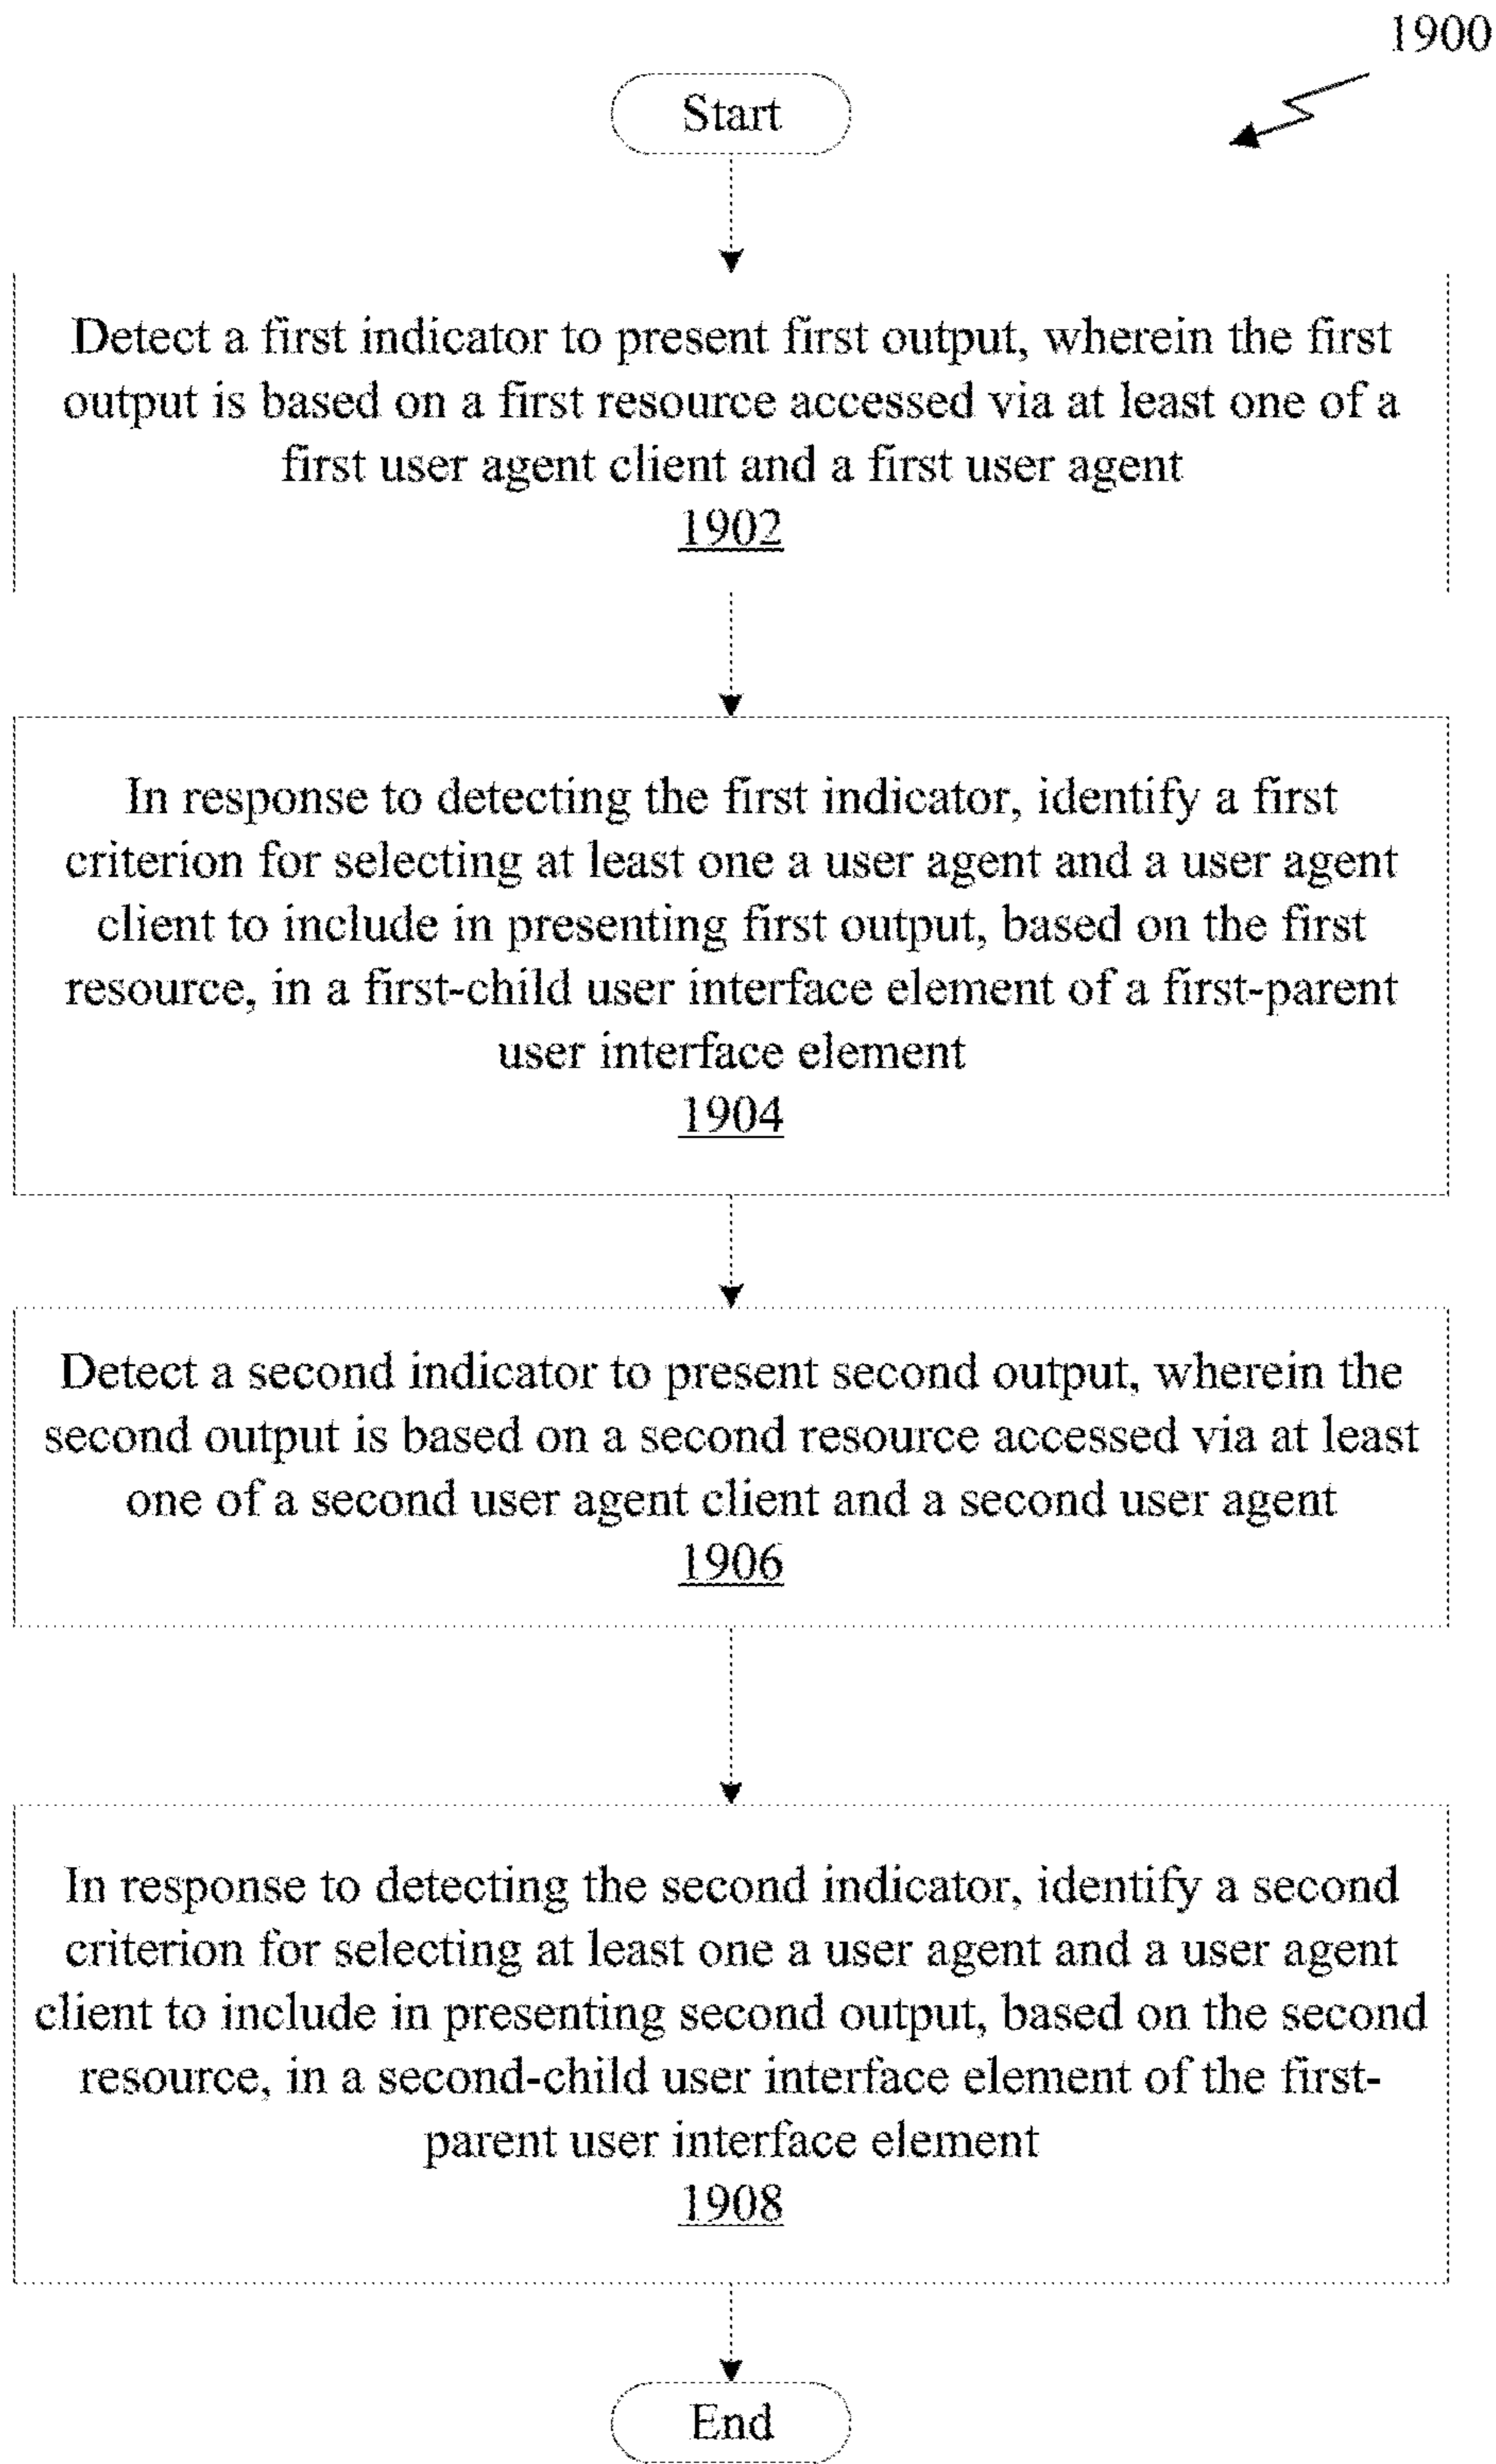 1900
Start
Detect a first indicator to present first output, wherein the first
output is based on a first resource accessed via at least one of a
first user agent client and a first user agent
1902
In response to detecting the first indicator, identify a first
criterion for selecting at least one a user agent and a user agent
client to include in presenting first output, based on the first
resource, in a first-child user interface element of a first-parent
user interface element
1904
Detect a second indicator to present second output, wherein the
second output is based on a second resource accessed via at least
one of a second user agent client and a second user agent
1906
In response to detecting the second indicator, identify a second
criterion for selecting at least one a user agent and a user agent
client to include in presenting second output, based on the second
resource, in a second-child user interface element of the first-
parent user interface element
1908
End